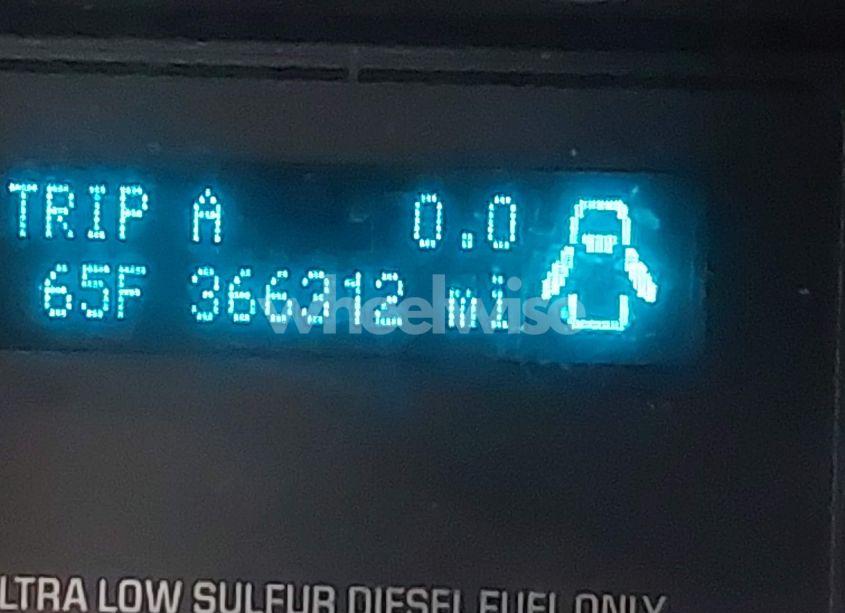 TRIP A 0.0
65F 366312 mi
wheelwise
LTRA LOW SULFUR DIESEL FUEL ONLY